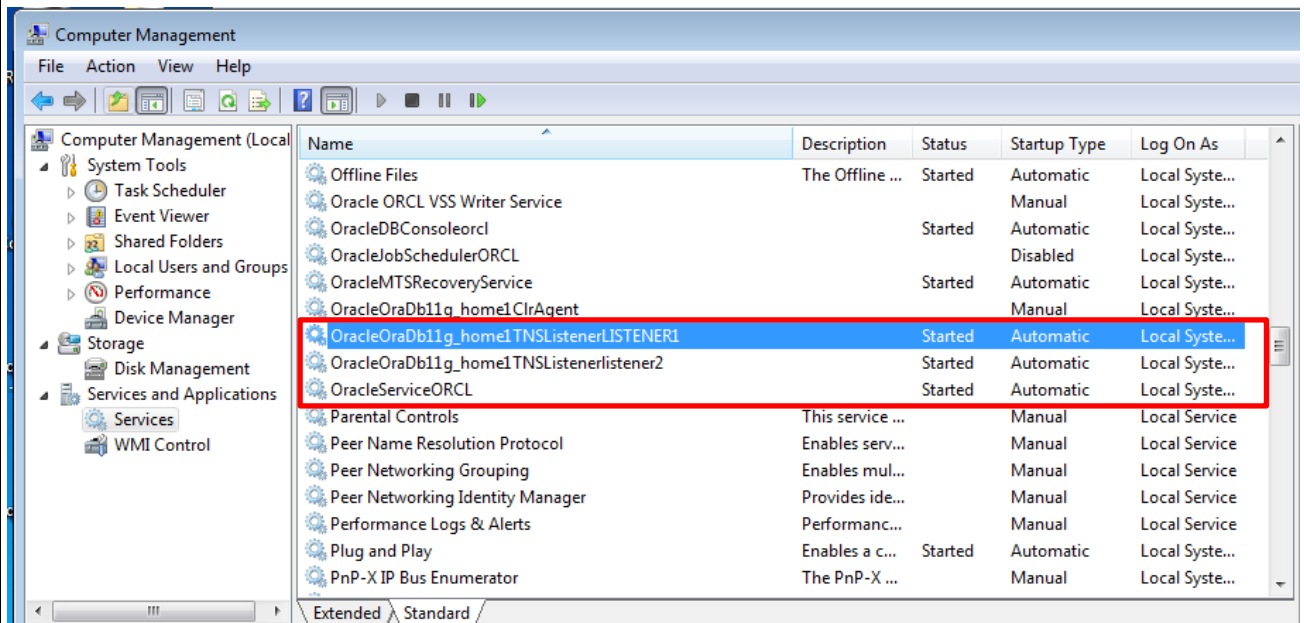 Computer Management
File Action View Help
Computer Management (Local
System Tools
Task Scheduler
Event Viewer
Shared Folders
Local Users and Groups
Performance
Device Manager
Storage
Disk Management
Services and Applications
Services
WMI Control
Name Description Status Startup Type Log On As
Offline Files The Offline ... Started Automatic Local Syste...
Oracle ORCL VSS Writer Service Manual Local Syste...
OracleDBConsoleorcl Started Automatic Local Syste...
OracleJobSchedulerORCL Disabled Local Syste...
OracleMTSRecoveryService Started Automatic Local Syste...
OracleOraDb11g_home1ClrAgent Manual Local Syste...
OracleOraDb11g_home1TNSListenerLISTENER1 Started Automatic Local Syste...
OracleOraDb11g_home1TNSListenerlistener2 Started Automatic Local Syste...
OracleServiceORCL Started Automatic Local Syste...
Parental Controls This service ... Manual Local Service
Peer Name Resolution Protocol Enables serv... Manual Local Service
Peer Networking Grouping Enables mul... Manual Local Service
Peer Networking Identity Manager Provides ide... Manual Local Service
Performance Logs & Alerts Performanc... Manual Local Service
Plug and Play Enables a c... Started Automatic Local Syste...
PnP-X IP Bus Enumerator The PnP-X ... Manual Local Syste...
Extended Standard